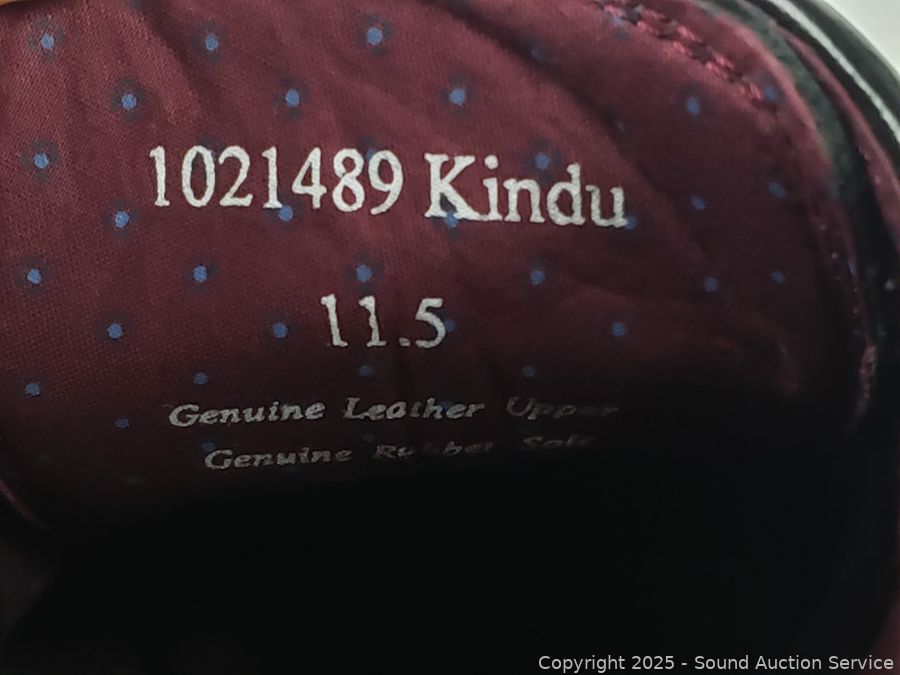 1021489 Kindu
11.5
Genuine Leather Upper
Genuine Rubber Sole
Copyright 2025 - Sound Auction Service